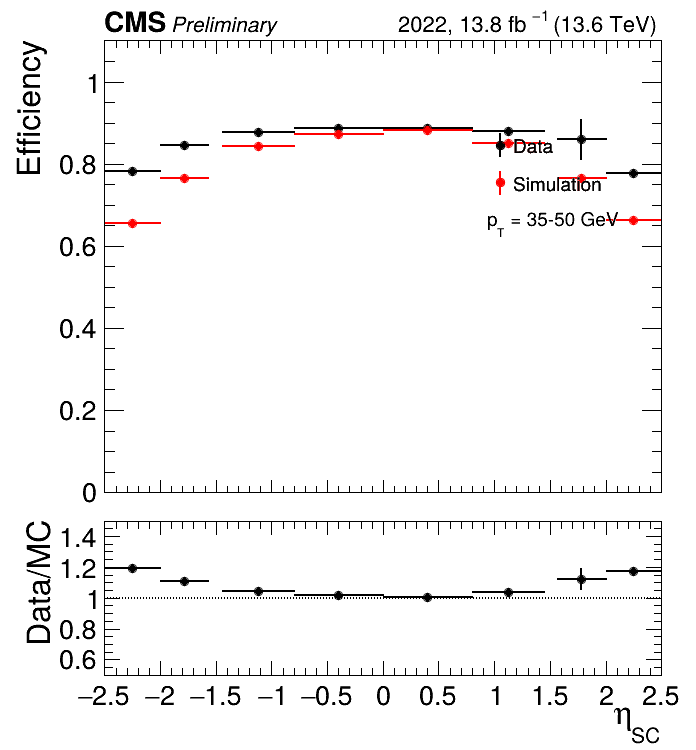 CMS Preliminary 2022, 13.8 fb⁻¹ (13.6 TeV)
Efficiency
1
0.8
0.6
0.4
0.2
0
Data
Simulation
p_T = 35-50 GeV
Data/MC
1.4
1.2
1
0.8
0.6
−2.5 −2 −1.5 −1 −0.5 0 0.5 1 1.5 2 2.5
η_SC